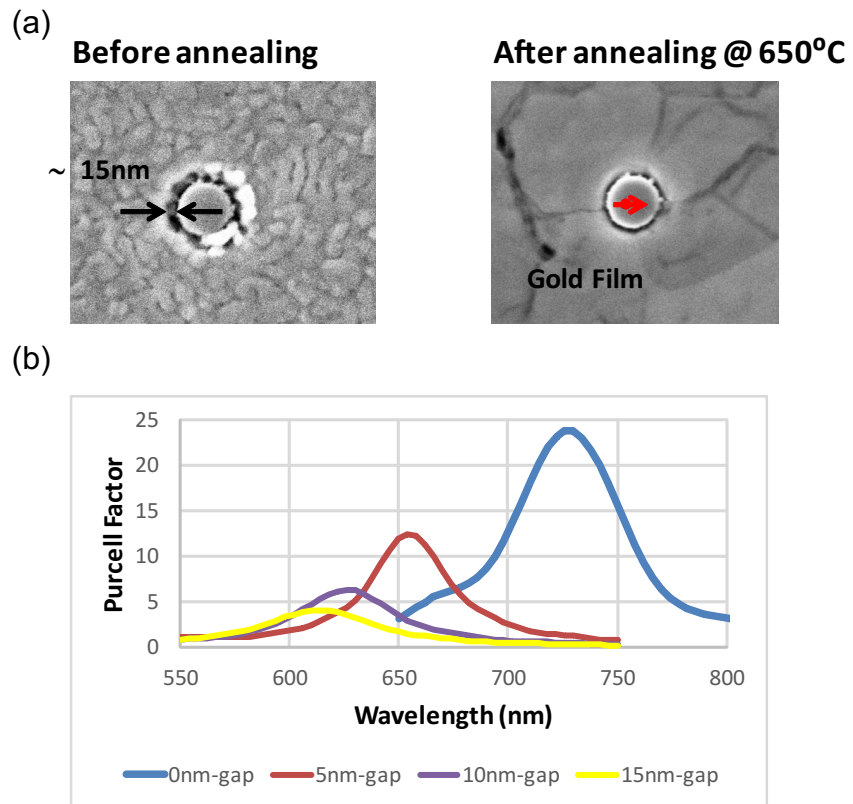 (a)
Before annealing
After annealing @ 650⁰C
~ 15nm
Gold Film
(b)
25
20
15
10
5
0
Purcell Factor
550 600 650 700 750 800
Wavelength (nm)
0nm-gap 5nm-gap 10nm-gap 15nm-gap